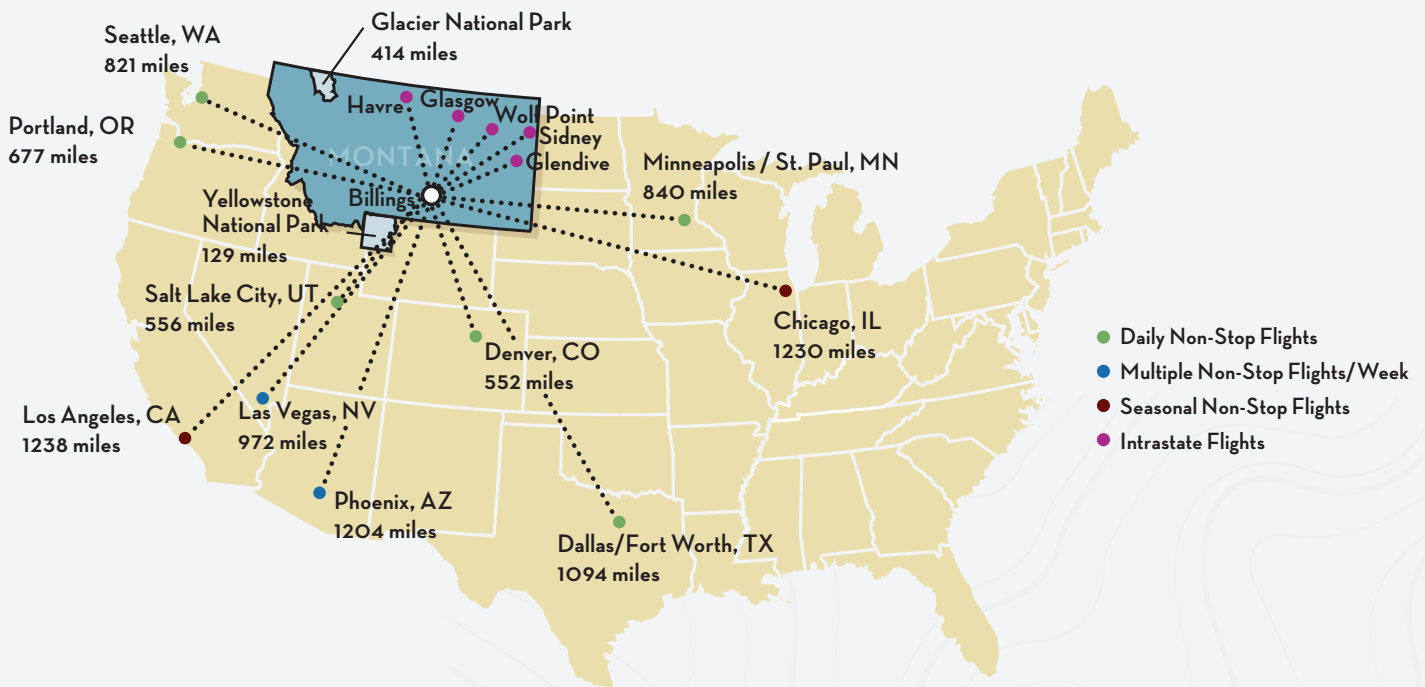 Glacier National Park
414 miles
Seattle, WA
821 miles
Portland, OR
677 miles
Havre
Glasgow
Wolf Point
Sidney
Glendive
MONTANA
Billings
Yellowstone
National Park
129 miles
Minneapolis / St. Paul, MN
840 miles
Salt Lake City, UT
556 miles
Denver, CO
552 miles
Chicago, IL
1230 miles
Los Angeles, CA
1238 miles
Las Vegas, NV
972 miles
Phoenix, AZ
1204 miles
Dallas/Fort Worth, TX
1094 miles
Daily Non-Stop Flights
Multiple Non-Stop Flights/Week
Seasonal Non-Stop Flights
Intrastate Flights